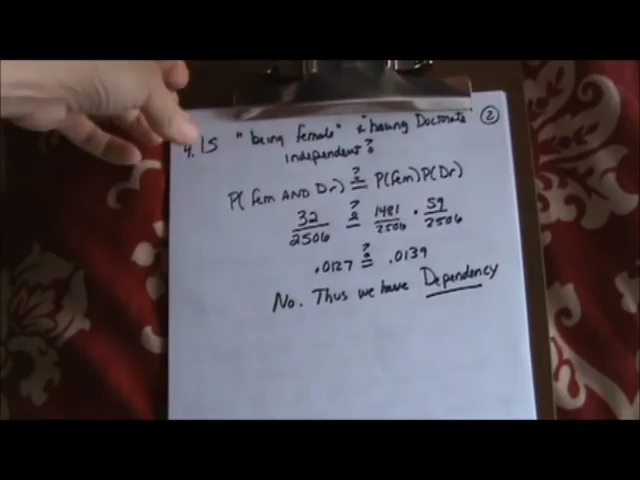 ②
4. IS "being female" & "having Doctorate"
independent?
P(Fem AND Dr) ≟ P(Fem)P(Dr)
32/2506 ≟ 1481/2506 · 59/2506
.0127 ≟ .0139
No. Thus we have Dependency